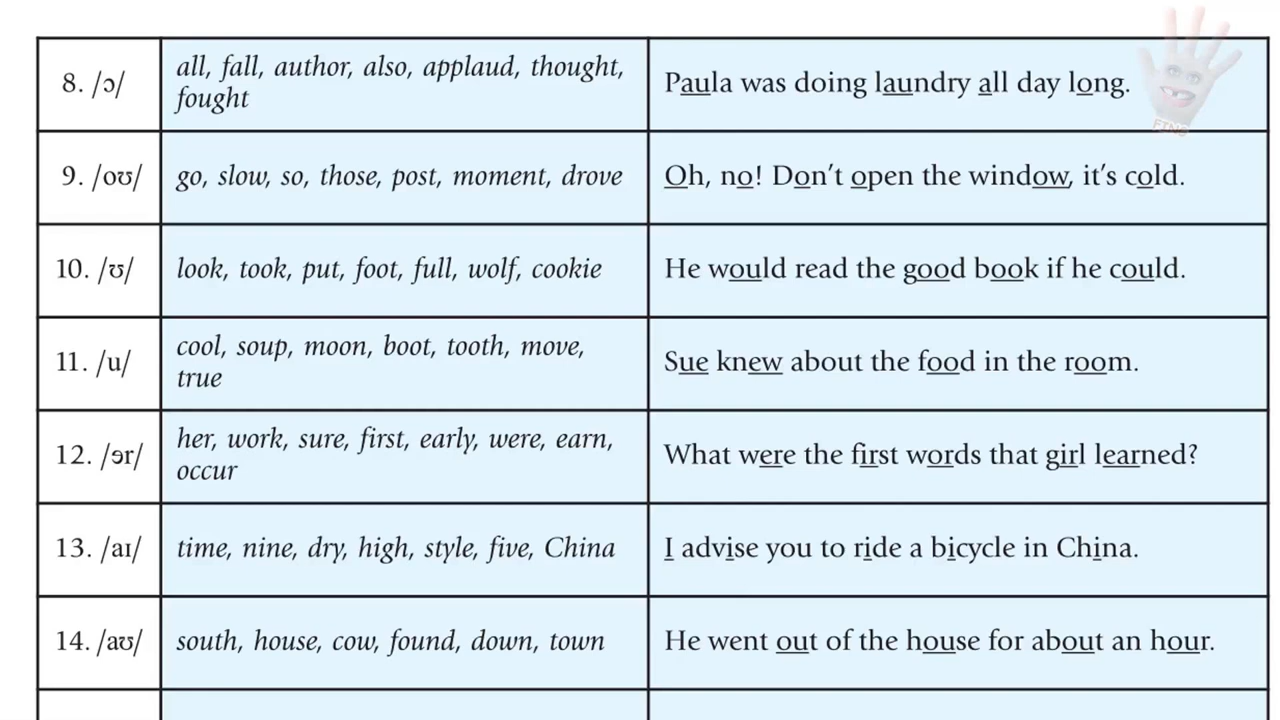 8. /ɔ/ all, fall, author, also, applaud, thought,
fought
Paula was doing laundry all day long.
9. /oʊ/ go, slow, so, those, post, moment, drove Oh, no! Don't open the window, it's cold.
10. /ʊ/ look, took, put, foot, full, wolf, cookie He would read the good book if he could.
11. /u/ cool, soup, moon, boot, tooth, move,
true
Sue knew about the food in the room.
12. /ɘr/ her, work, sure, first, early, were, earn,
occur
What were the first words that girl learned?
13. /aɪ/ time, nine, dry, high, style, five, China I advise you to ride a bicycle in China.
14. /aʊ/ south, house, cow, found, down, town He went out of the house for about an hour.